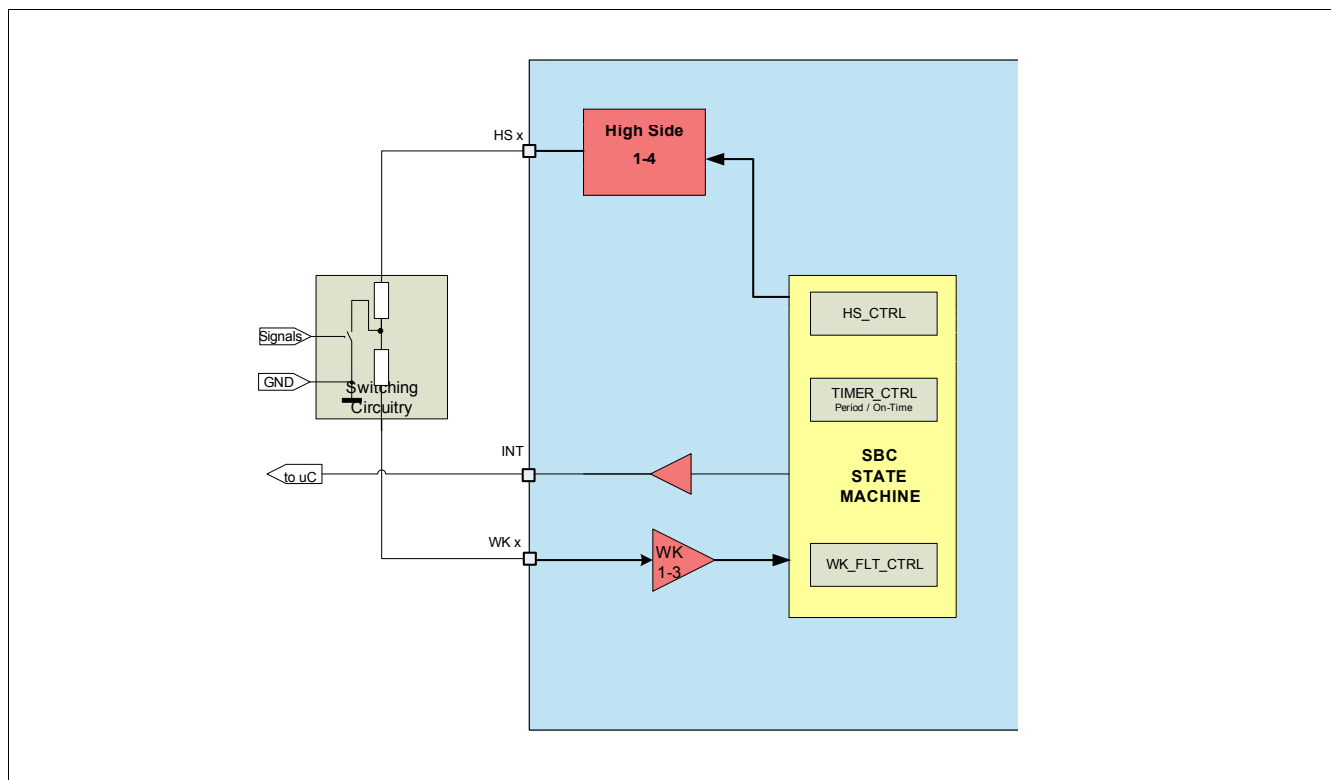 HS x
High Side
1-4
HS_CTRL
Signals
TIMER_CTRL
Period / On-Time
GND
Switching
Circuitry
INT
SBC
STATE
MACHINE
to uC
WK x
WK
1-3
WK_FLT_CTRL